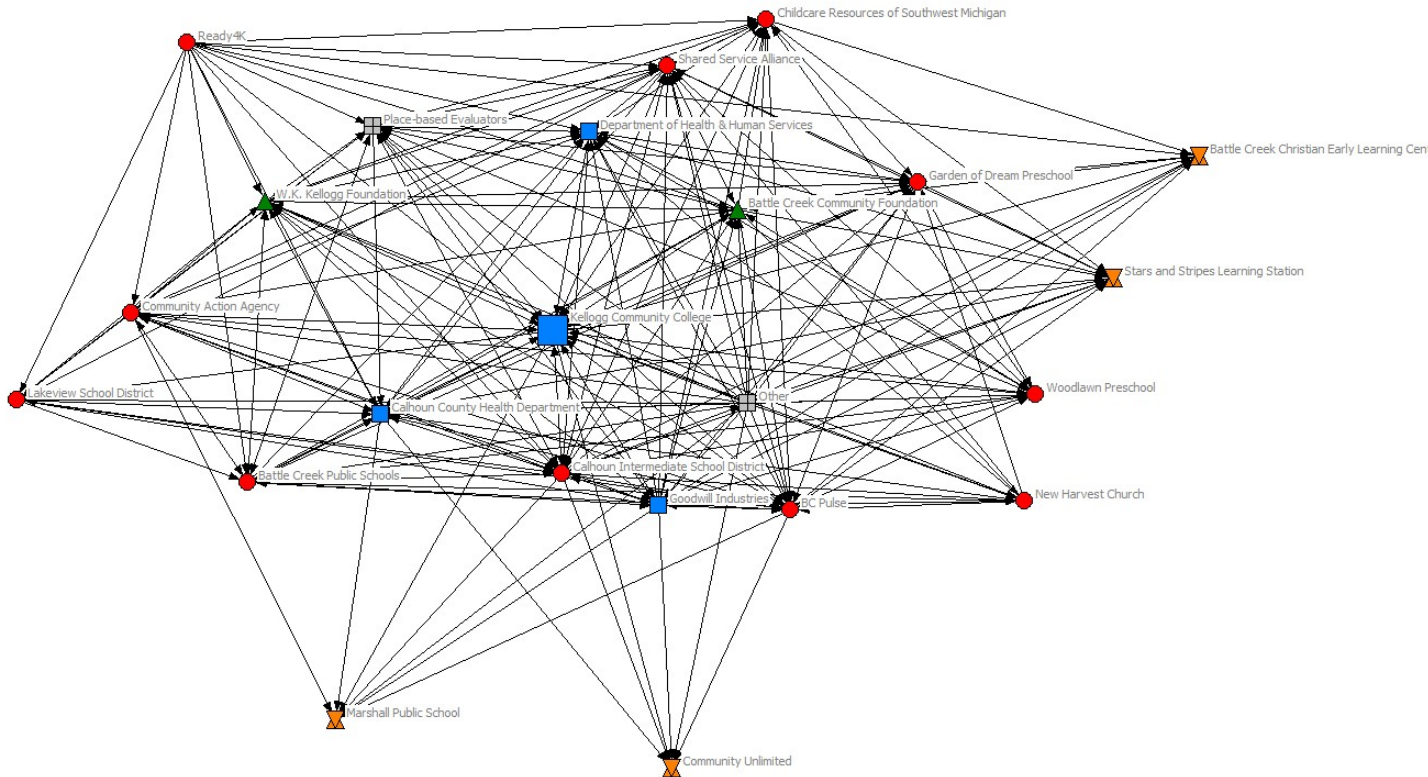 Childcare Resources of Southwest Michigan
Ready4K
Shared Service Alliance
Place-based Evaluators
Department of Health & Human Services
Battle Creek Christian Early Learning Cent
Garden of Dream Preschool
W.K. Kellogg Foundation
Battle Creek Community Foundation
Stars and Stripes Learning Station
Community Action Agency
Kellogg Community College
Lakeview School District
Woodlawn Preschool
Other
Calhoun County Health Department
Calhoun Intermediate School District
Battle Creek Public Schools
New Harvest Church
Goodwill Industries
BC Pulse
Marshall Public School
Community Unlimited